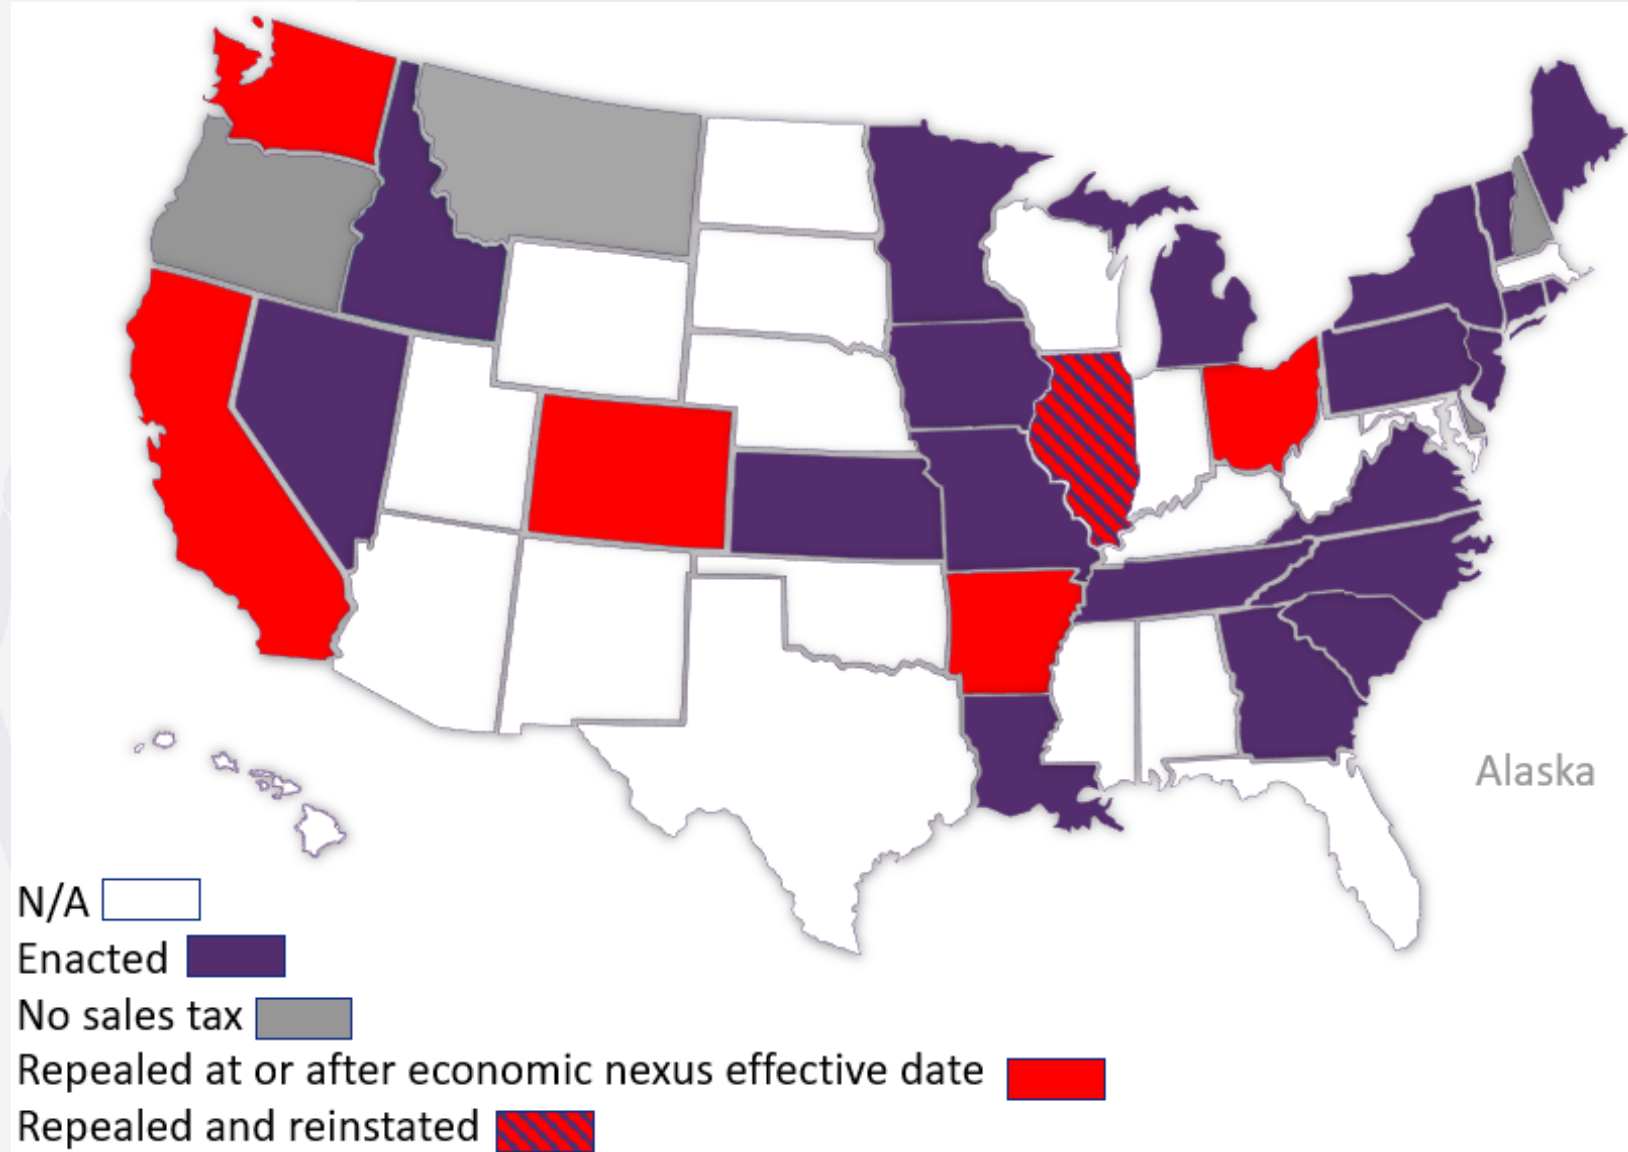 Alaska
N/A
Enacted
No sales tax
Repealed at or after economic nexus effective date
Repealed and reinstated